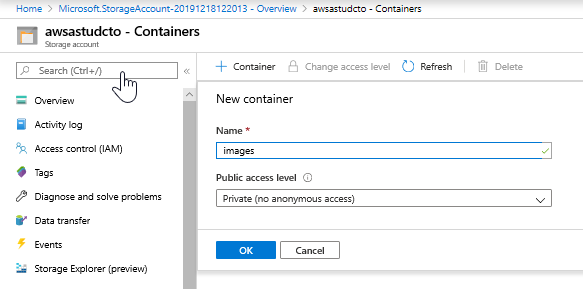 Home > Microsoft.StorageAccount-20191218122013 - Overview > awsastudcto - Containers
awsastudcto - Containers
Storage account
Search (Ctrl+/)
«
Overview
Activity log
Access control (IAM)
Tags
Diagnose and solve problems
Data transfer
Events
Storage Explorer (preview)
+ Container
Change access level
Refresh
Delete
New container
Name *
images
Public access level
Private (no anonymous access)
OK
Cancel